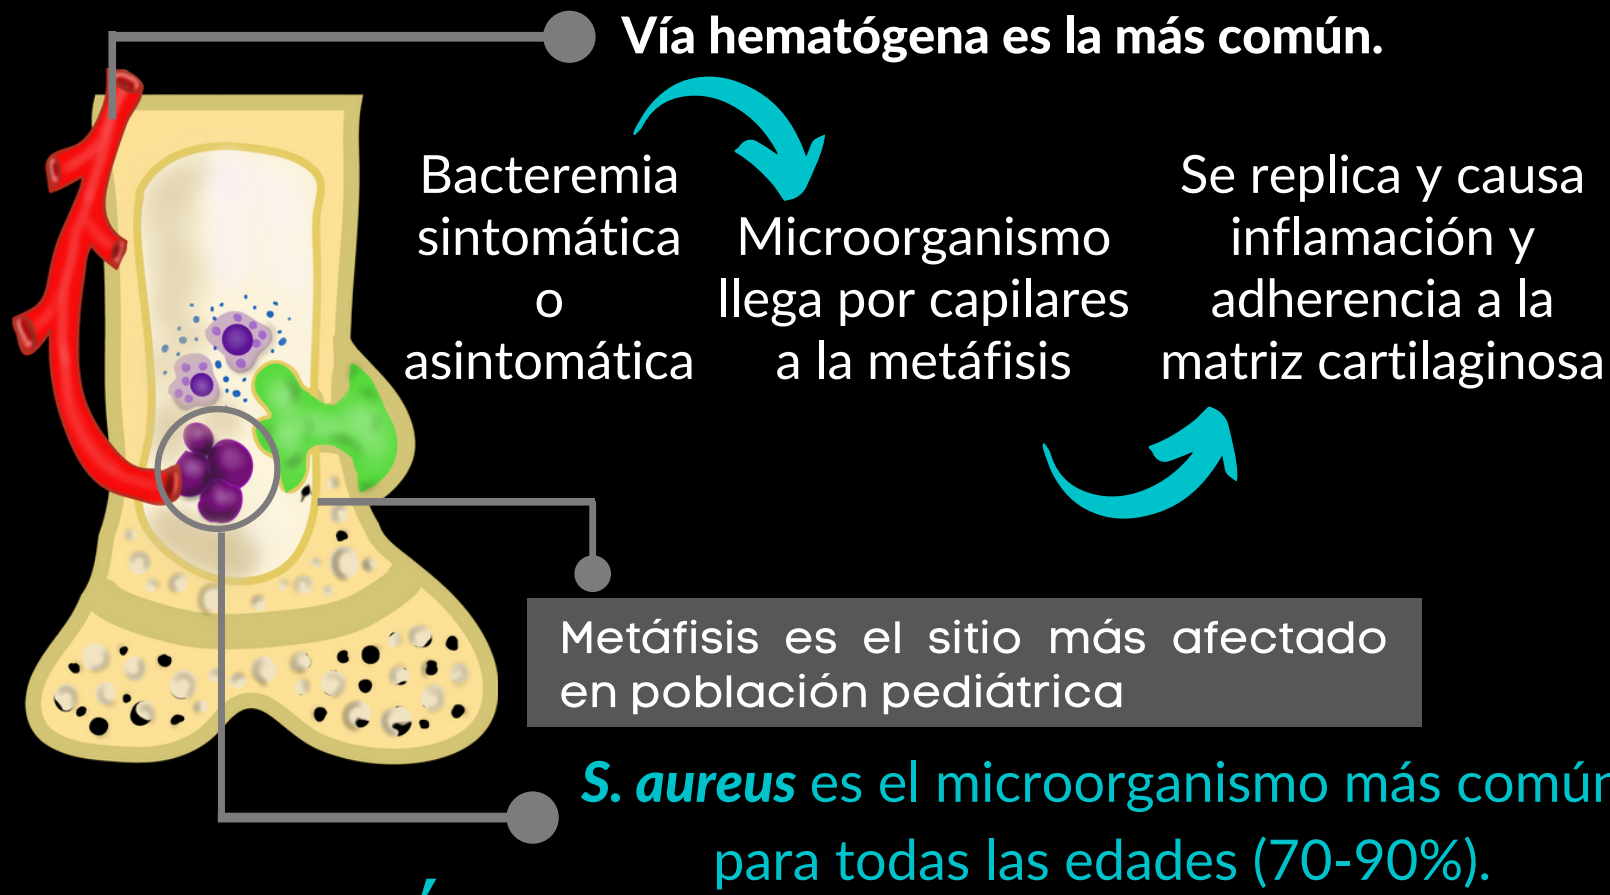 Vía hematógena es la más común.
Bacteremia
sintomática
o
asintomática
Microorganismo
llega por capilares
a la metáfisis
Se replica y causa
inflamación y
adherencia a la
matriz cartilaginosa
Metáfisis es el sitio más afectado
en población pediátrica
S. aureus es el microorganismo más común
para todas las edades (70-90%).